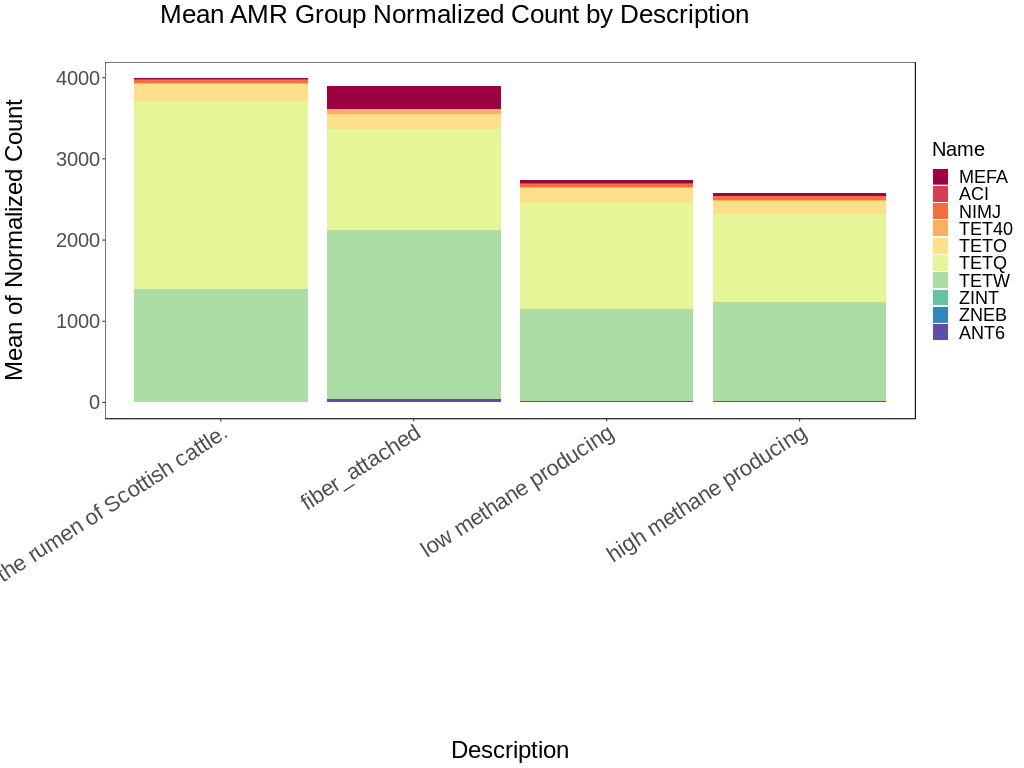 Mean AMR Group Normalized Count by Description
Mean of Normalized Count
4000
3000
2000
1000
0
Name
MEFA
ACI
NIMJ
TET40
TETO
TETQ
TETW
ZINT
ZNEB
ANT6
the rumen of Scottish cattle.
fiber_attached
low methane producing
high methane producing
Description